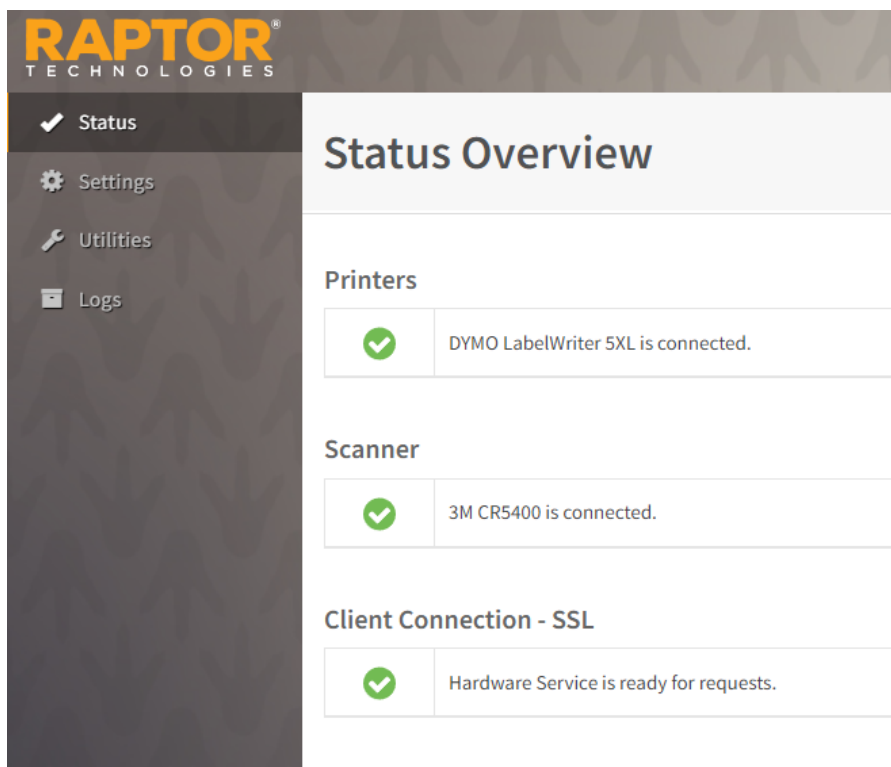 RAPTOR®
TECHNOLOGIES
Status
Settings
Utilities
Logs
Status Overview
Printers
DYMO LabelWriter 5XL is connected.
Scanner
3M CR5400 is connected.
Client Connection - SSL
Hardware Service is ready for requests.